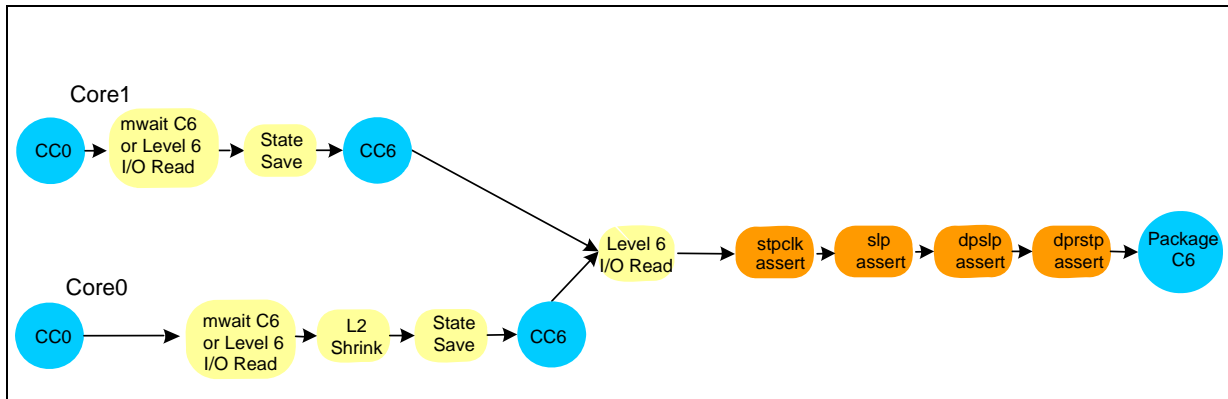 Core1
CC0
mwait C6
or Level 6
I/O Read
State
Save
CC6
Level 6
I/O Read
stpclk
assert
slp
assert
dpslp
assert
dprstp
assert
Package
C6
Core0
CC0
mwait C6
or Level 6
I/O Read
L2
Shrink
State
Save
CC6